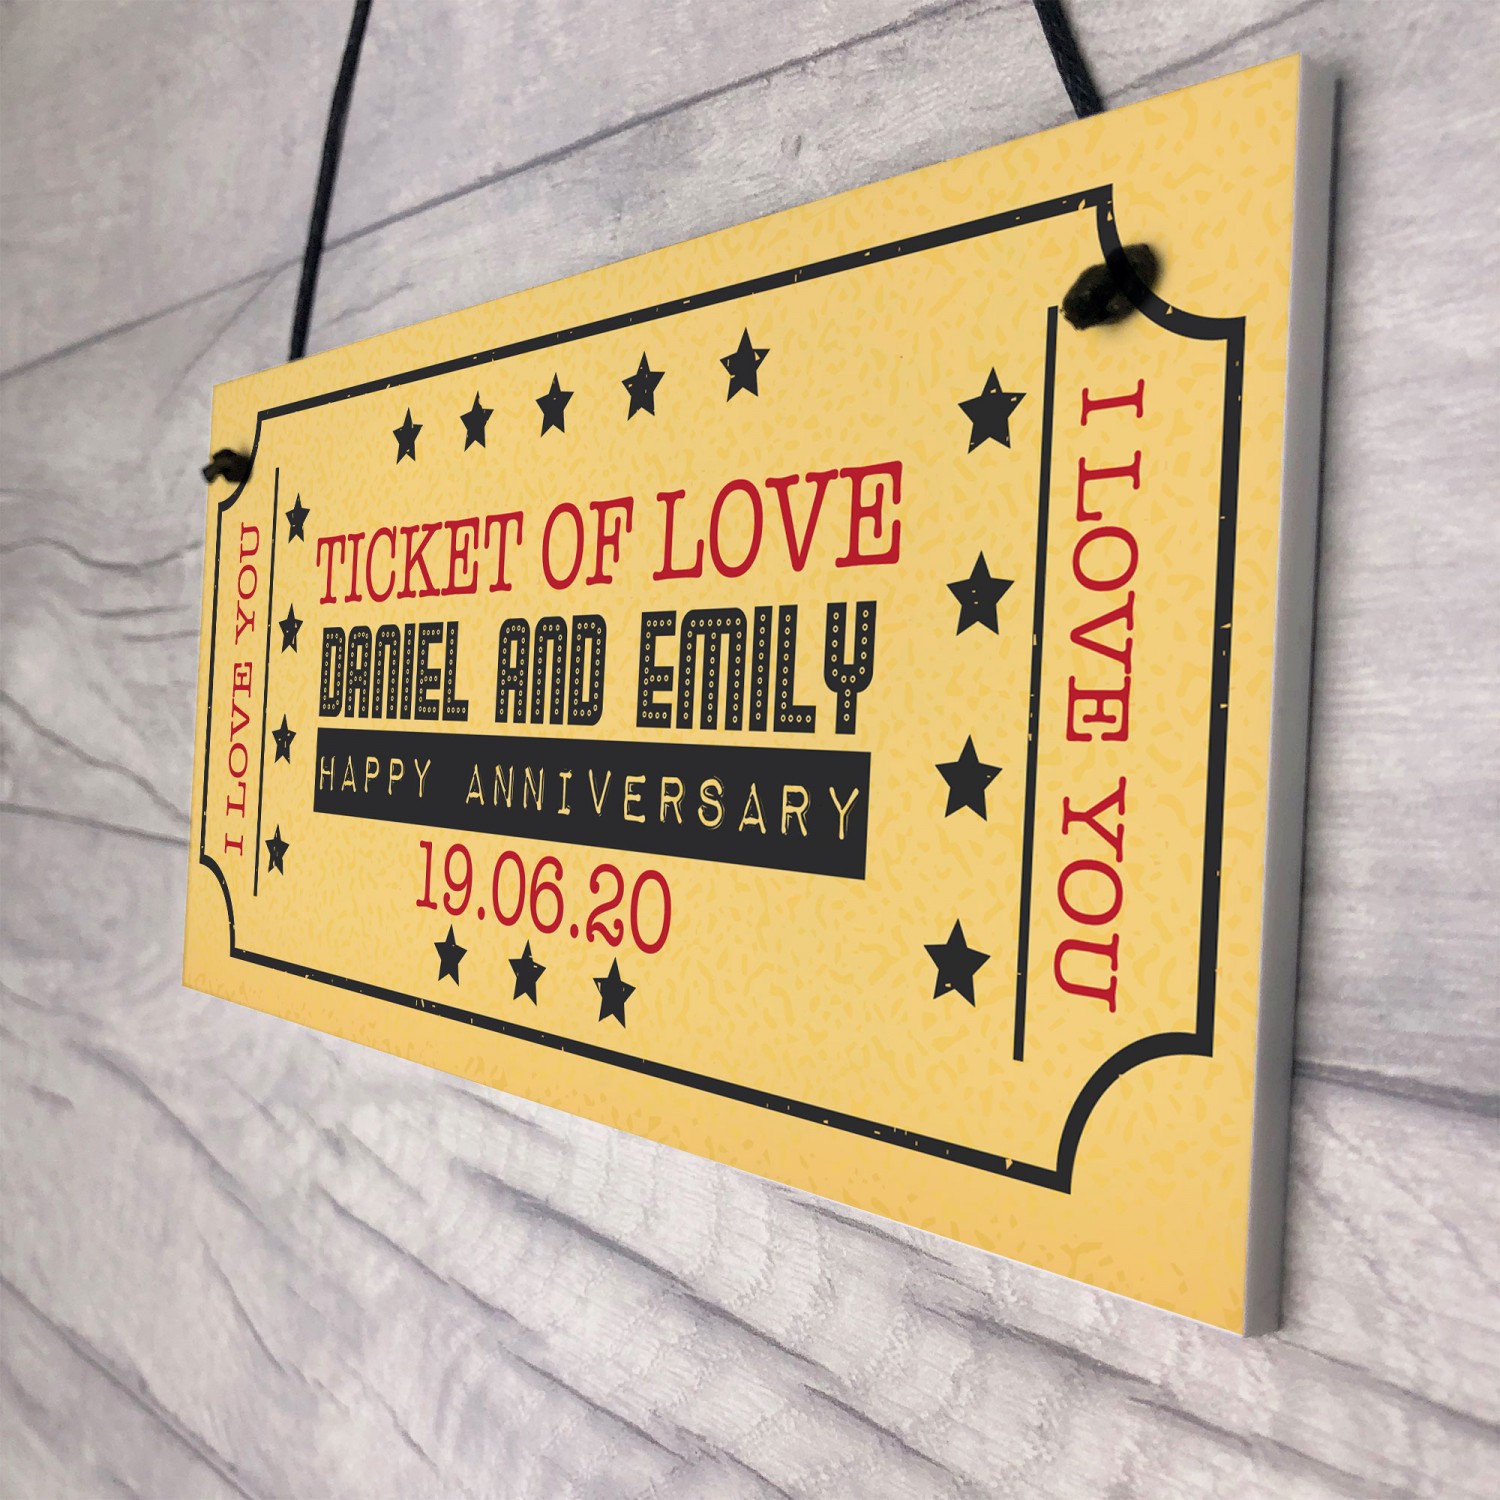 I LOVE YOU
TICKET OF LOVE
DANIEL AND EMILY
HAPPY ANNIVERSARY
19.06.20
I LOVE YOU